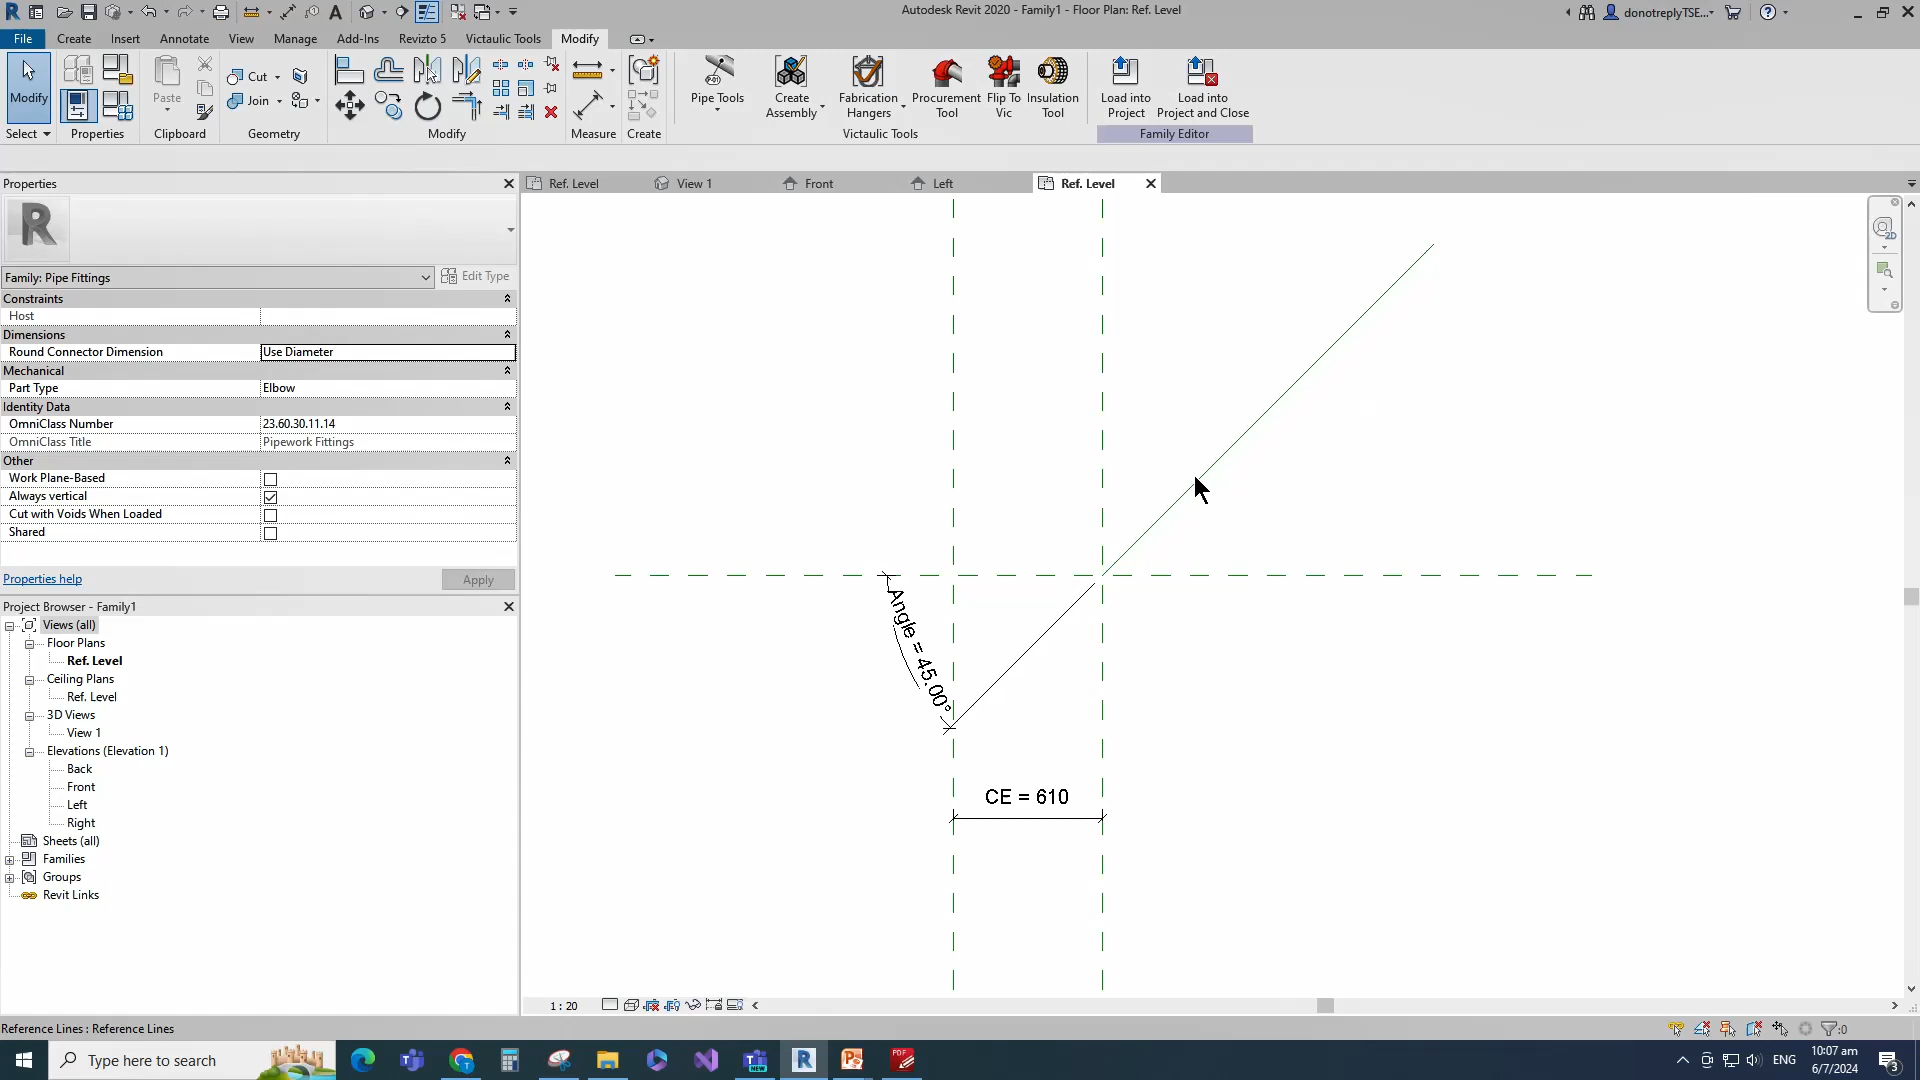 Autodesk Revit 2020 - Family1 - Floor Plan: Ref. Level
donotreplyTSE...
File Create Insert Annotate View Manage Add-Ins Revizto 5 Victaulic Tools Modify
Modify
Paste
Cut
Join
Pipe Tools
Create Assembly
Fabrication Hangers
Procurement Tool
Flip To Vic
Insulation Tool
Load into Project
Load into Project and Close
Select Properties Clipboard Geometry Modify Measure Create Victaulic Tools Family Editor
Properties
Ref. Level View 1 Front Left Ref. Level
Family: Pipe Fittings
Edit Type
Constraints
Host
Dimensions
Round Connector Dimension Use Diameter
Mechanical
Part Type Elbow
Identity Data
OmniClass Number 23.60.30.11.14
OmniClass Title Pipework Fittings
Other
Work Plane-Based
Always vertical
Cut with Voids When Loaded
Shared
Properties help
Apply
Project Browser - Family1
Views (all)
Floor Plans
Ref. Level
Ceiling Plans
Ref. Level
3D Views
View 1
Elevations (Elevation 1)
Back
Front
Left
Right
Sheets (all)
Families
Groups
Revit Links
Angle = 45.00°
CE = 610
2D
1 : 20
Reference Lines : Reference Lines
:0
Type here to search
NEW
PDF
ENG
10:07 am
6/7/2024
3